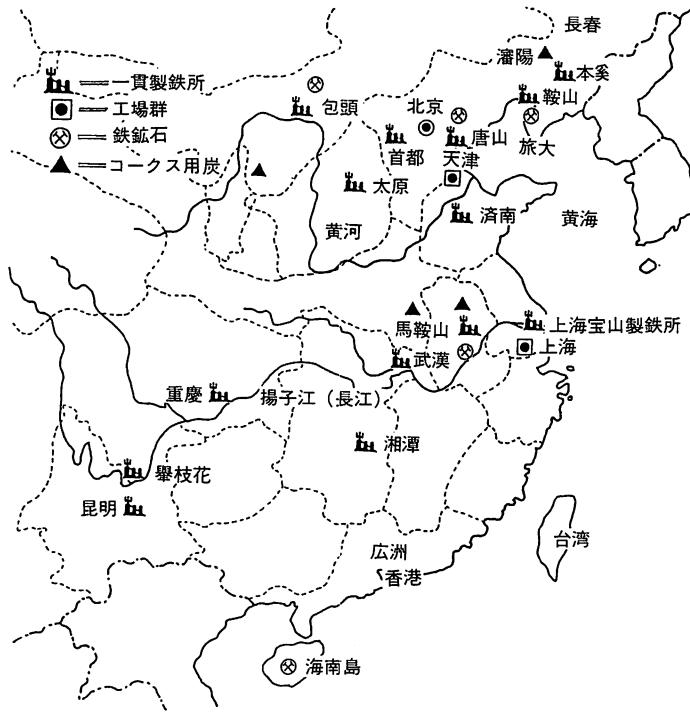 一貫製鉄所
工場群
鉄鉱石
コークス用炭
長春
瀋陽
本奚
鞍山
包頭
北京
唐山
旅大
首都
天津
太原
済南
黄海
黄河
馬鞍山
上海宝山製鉄所
武漢
上海
重慶
揚子江（長江）
湘潭
舉枝花
昆明
台湾
広洲
香港
海南島